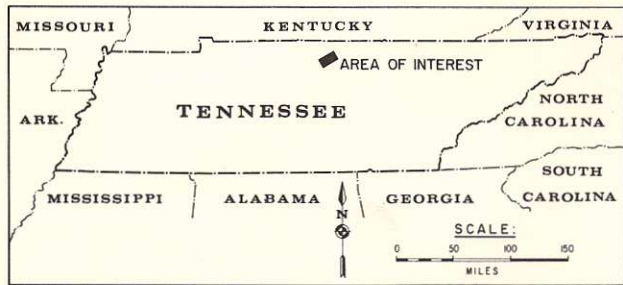 MISSOURI
KENTUCKY
VIRGINIA
AREA OF INTEREST
TENNESSEE
ARK.
NORTH
CAROLINA
MISSISSIPPI
ALABAMA
GEORGIA
SOUTH
CAROLINA
N
SCALE:
0 50 100 150
MILES